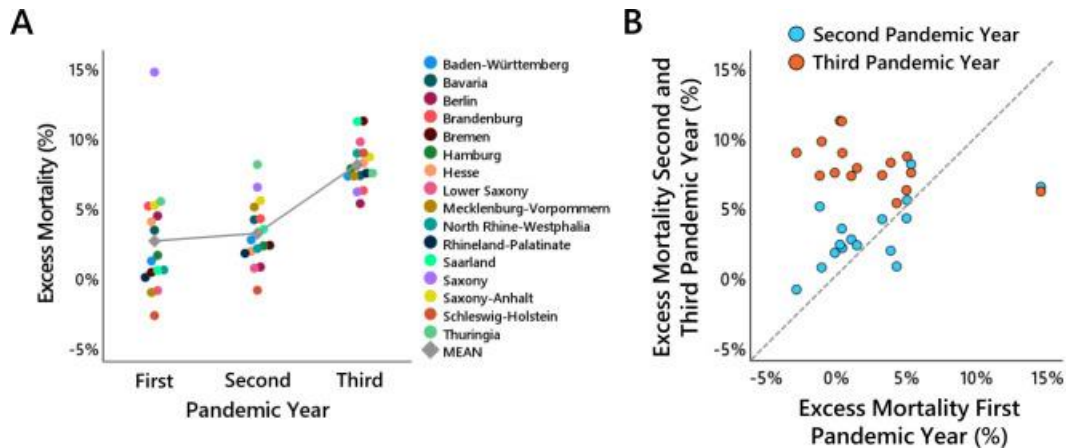 A
Excess Mortality (%)
15%
10%
5%
0%
-5%
First
Second
Third
Pandemic Year
Baden-Württemberg
Bavaria
Berlin
Brandenburg
Bremen
Hamburg
Hesse
Lower Saxony
Mecklenburg-Vorpommern
North Rhine-Westphalia
Rhineland-Palatinate
Saarland
Saxony
Saxony-Anhalt
Schleswig-Holstein
Thuringia
MEAN
B
Second Pandemic Year
Third Pandemic Year
Excess Mortality Second and
Third Pandemic Year (%)
15%
10%
5%
0%
-5%
-5%
0%
5%
10%
15%
Excess Mortality First
Pandemic Year (%)